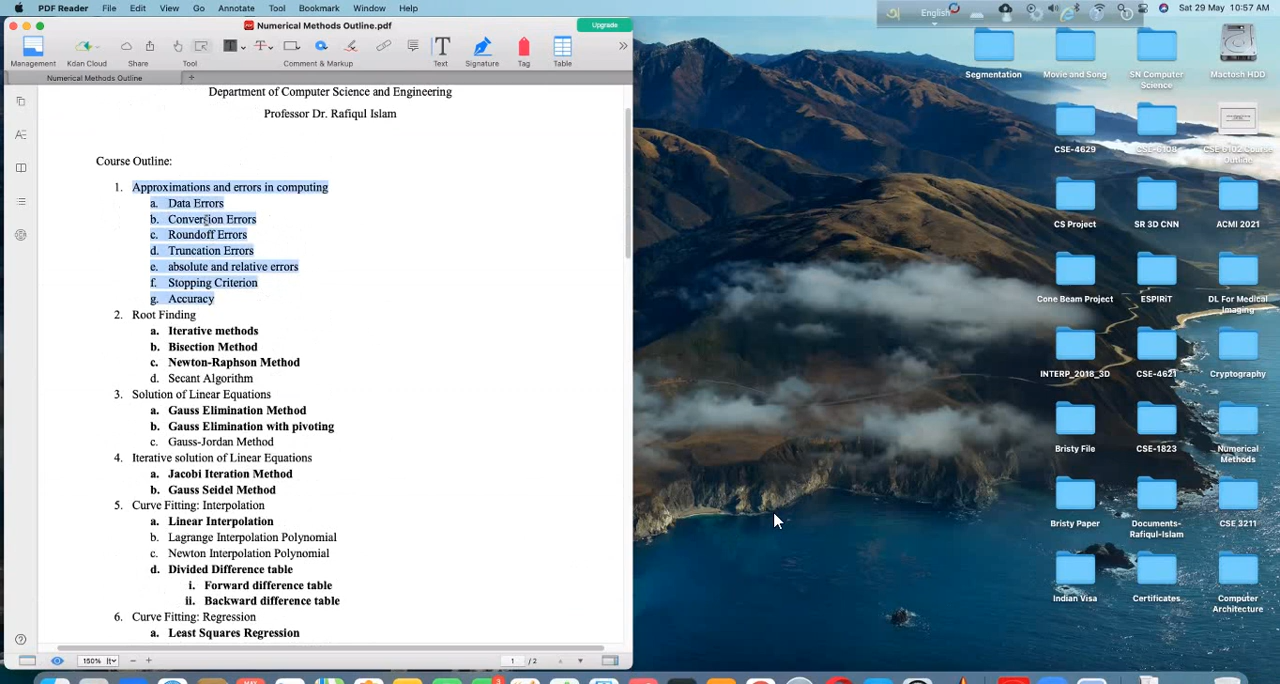 PDF Reader File Edit View Go Annotate Tool Bookmark Window Help
English
Sat 29 May 10:57 AM
Numerical Methods Outline.pdf
Upgrade
Management Kdan Cloud Share Tool Comment & Markup Text Signature Tag Table
Numerical Methods Outline
Department of Computer Science and Engineering
Professor Dr. Rafiqul Islam
Course Outline:
1. Approximations and errors in computing
a. Data Errors
b. Conversion Errors
c. Roundoff Errors
d. Truncation Errors
e. absolute and relative errors
f. Stopping Criterion
g. Accuracy
2. Root Finding
a. Iterative methods
b. Bisection Method
c. Newton-Raphson Method
d. Secant Algorithm
3. Solution of Linear Equations
a. Gauss Elimination Method
b. Gauss Elimination with pivoting
c. Gauss-Jordan Method
4. Iterative solution of Linear Equations
a. Jacobi Iteration Method
b. Gauss Seidel Method
5. Curve Fitting: Interpolation
a. Linear Interpolation
b. Lagrange Interpolation Polynomial
c. Newton Interpolation Polynomial
d. Divided Difference table
i. Forward difference table
ii. Backward difference table
6. Curve Fitting: Regression
a. Least Squares Regression
150% 1 / 2
Segmentation Movie and Song SN Computer Mactosh HDD
Science
CSE-4629 CSE-6108 CSE-6102 Course
Outline
CS Project SR 3D CNN ACMI 2021
Cone Beam Project ESPIRiT DL For Medical
Imaging
INTERP_2018_3D CSE-4621 Cryptography
Bristy File CSE-1823 Numerical
Methods
Bristy Paper Documents- CSE 3211
Rafiqul-Islam
Indian Visa Certificates Computer
Architecture